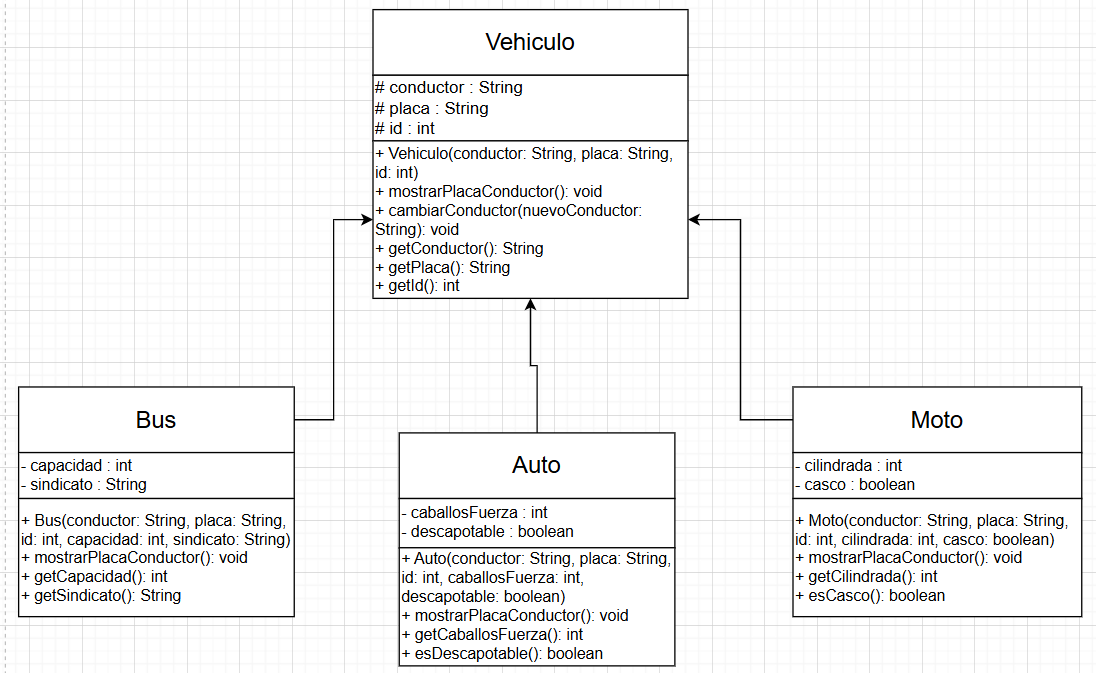 Vehiculo
# conductor : String
# placa : String
# id : int
+ Vehiculo(conductor: String, placa: String,
id: int)
+ mostrarPlacaConductor(): void
+ cambiarConductor(nuevoConductor:
String): void
+ getConductor(): String
+ getPlaca(): String
+ getId(): int
Bus
- capacidad : int
- sindicato : String
+ Bus(conductor: String, placa: String,
id: int, capacidad: int, sindicato: String)
+ mostrarPlacaConductor(): void
+ getCapacidad(): int
+ getSindicato(): String
Auto
- caballosFuerza : int
- descapotable : boolean
+ Auto(conductor: String, placa: String,
id: int, caballosFuerza: int,
descapotable: boolean)
+ mostrarPlacaConductor(): void
+ getCaballosFuerza(): int
+ esDescapotable(): boolean
Moto
- cilindrada : int
- casco : boolean
+ Moto(conductor: String, placa: String,
id: int, cilindrada: int, casco: boolean)
+ mostrarPlacaConductor(): void
+ getCilindrada(): int
+ esCasco(): boolean